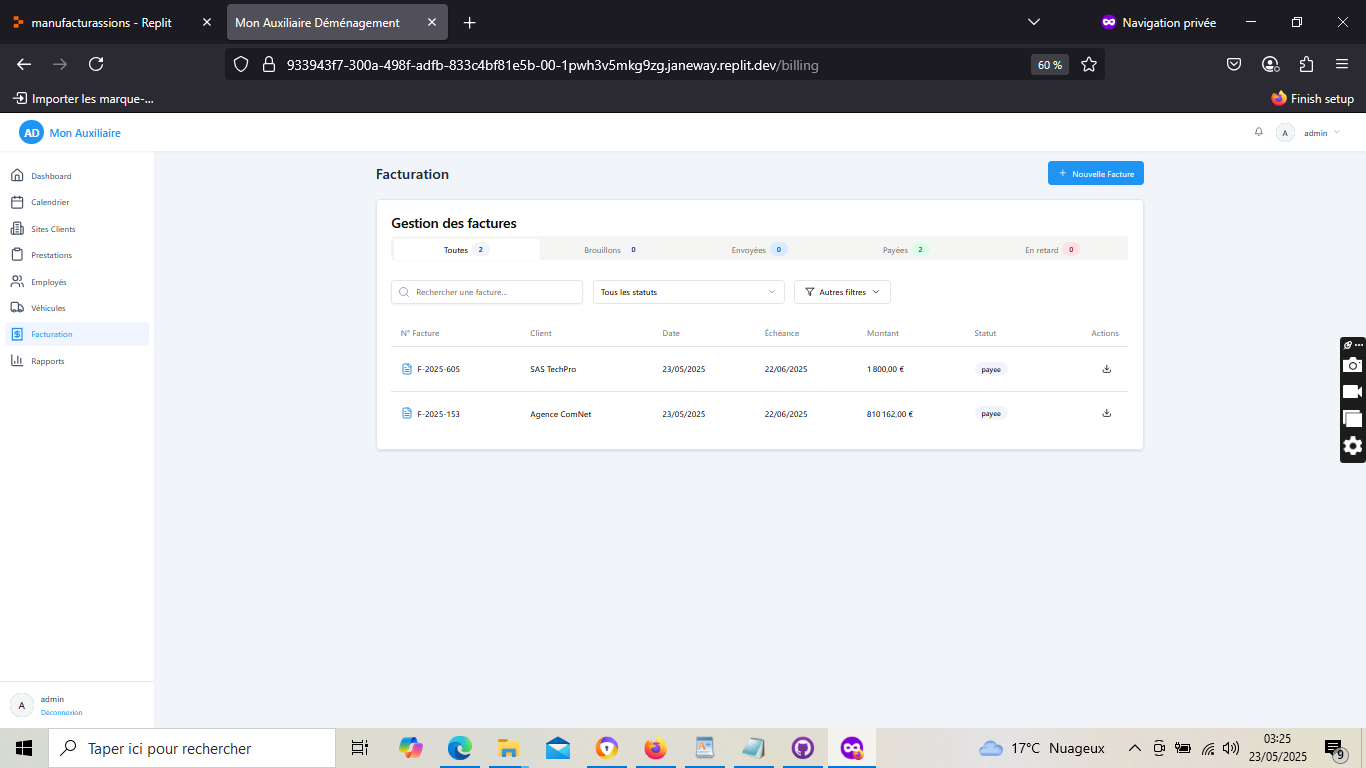 manufacturassions - Replit
Mon Auxiliaire Déménagement
Navigation privée
933943f7-300a-498f-adfb-833c4bf81e5b-00-1pwh3v5mkg9zg.janeway.replit.dev/billing
60 %
Importer les marque-...
Finish setup
AD Mon Auxiliaire
A admin
Dashboard
Calendrier
Sites Clients
Prestations
Employés
Véhicules
Facturation
Rapports
A admin
Déconnexion
Facturation
+ Nouvelle Facture
Gestion des factures
Toutes 2 Brouillons 0 Envoyées 0 Payées 2 En retard 0
Rechercher une facture... Tous les statuts Autres filtres
N° Facture Client Date Échéance Montant Statut Actions
F-2025-605 SAS TechPro 23/05/2025 22/06/2025 1 800,00 € payee
F-2025-153 Agence ComNet 23/05/2025 22/06/2025 810 162,00 € payee
Taper ici pour rechercher
17°C Nuageux
03:25
23/05/2025
9